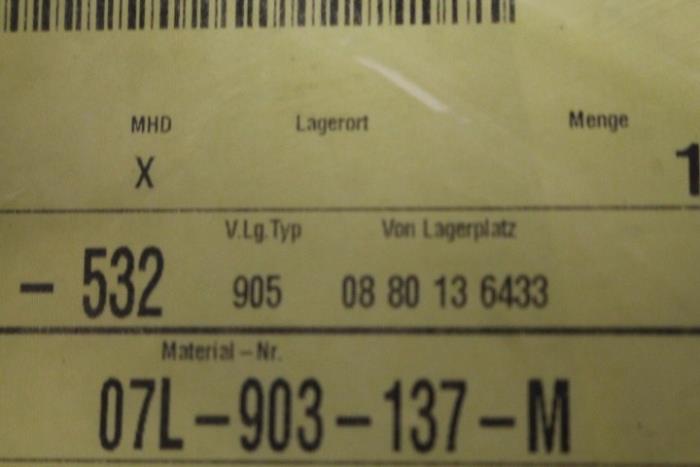 MHD Lagerort Menge
X 1
V.Lg.Typ Von Lagerplatz
- 532 905 08 80 13 6433
Material-Nr.
07L-903-137-M